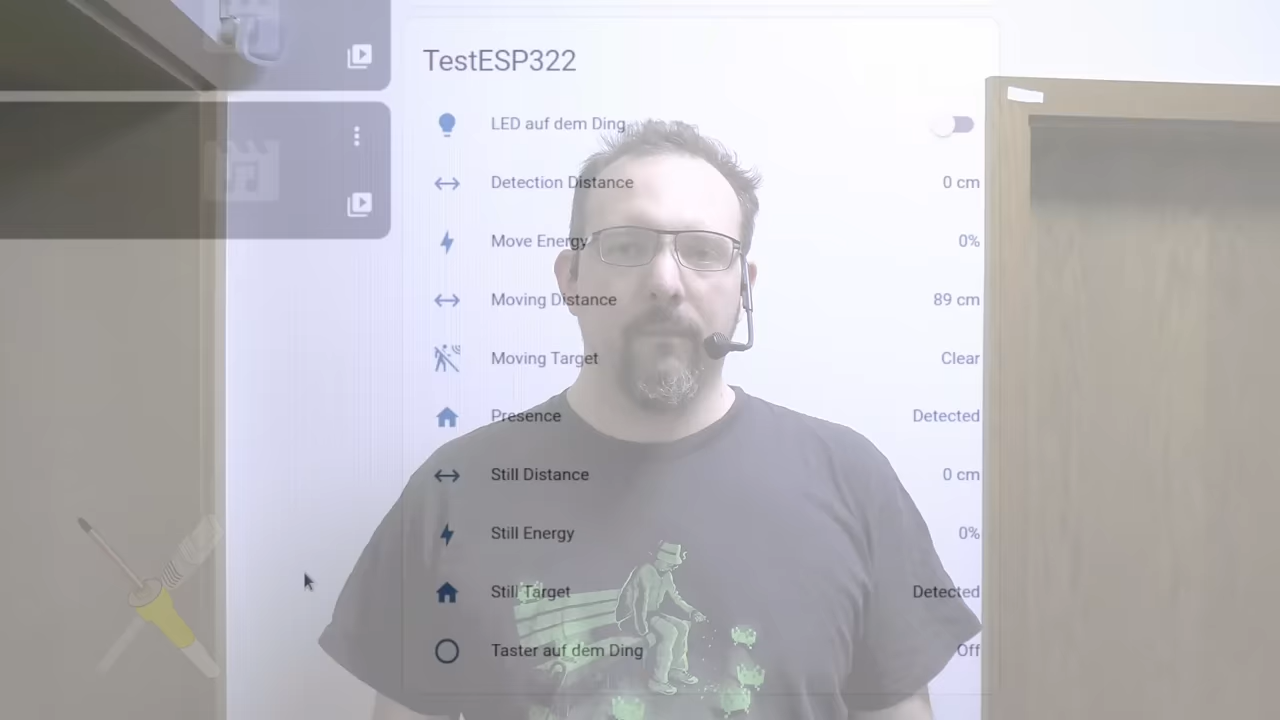 TestESP322
LED auf dem Ding
Detection Distance 0 cm
Move Energy 0%
Moving Distance 89 cm
Moving Target Clear
Presence Detected
Still Distance 0 cm
Still Energy 0%
Still Target Detected
Taster auf dem Ding Off